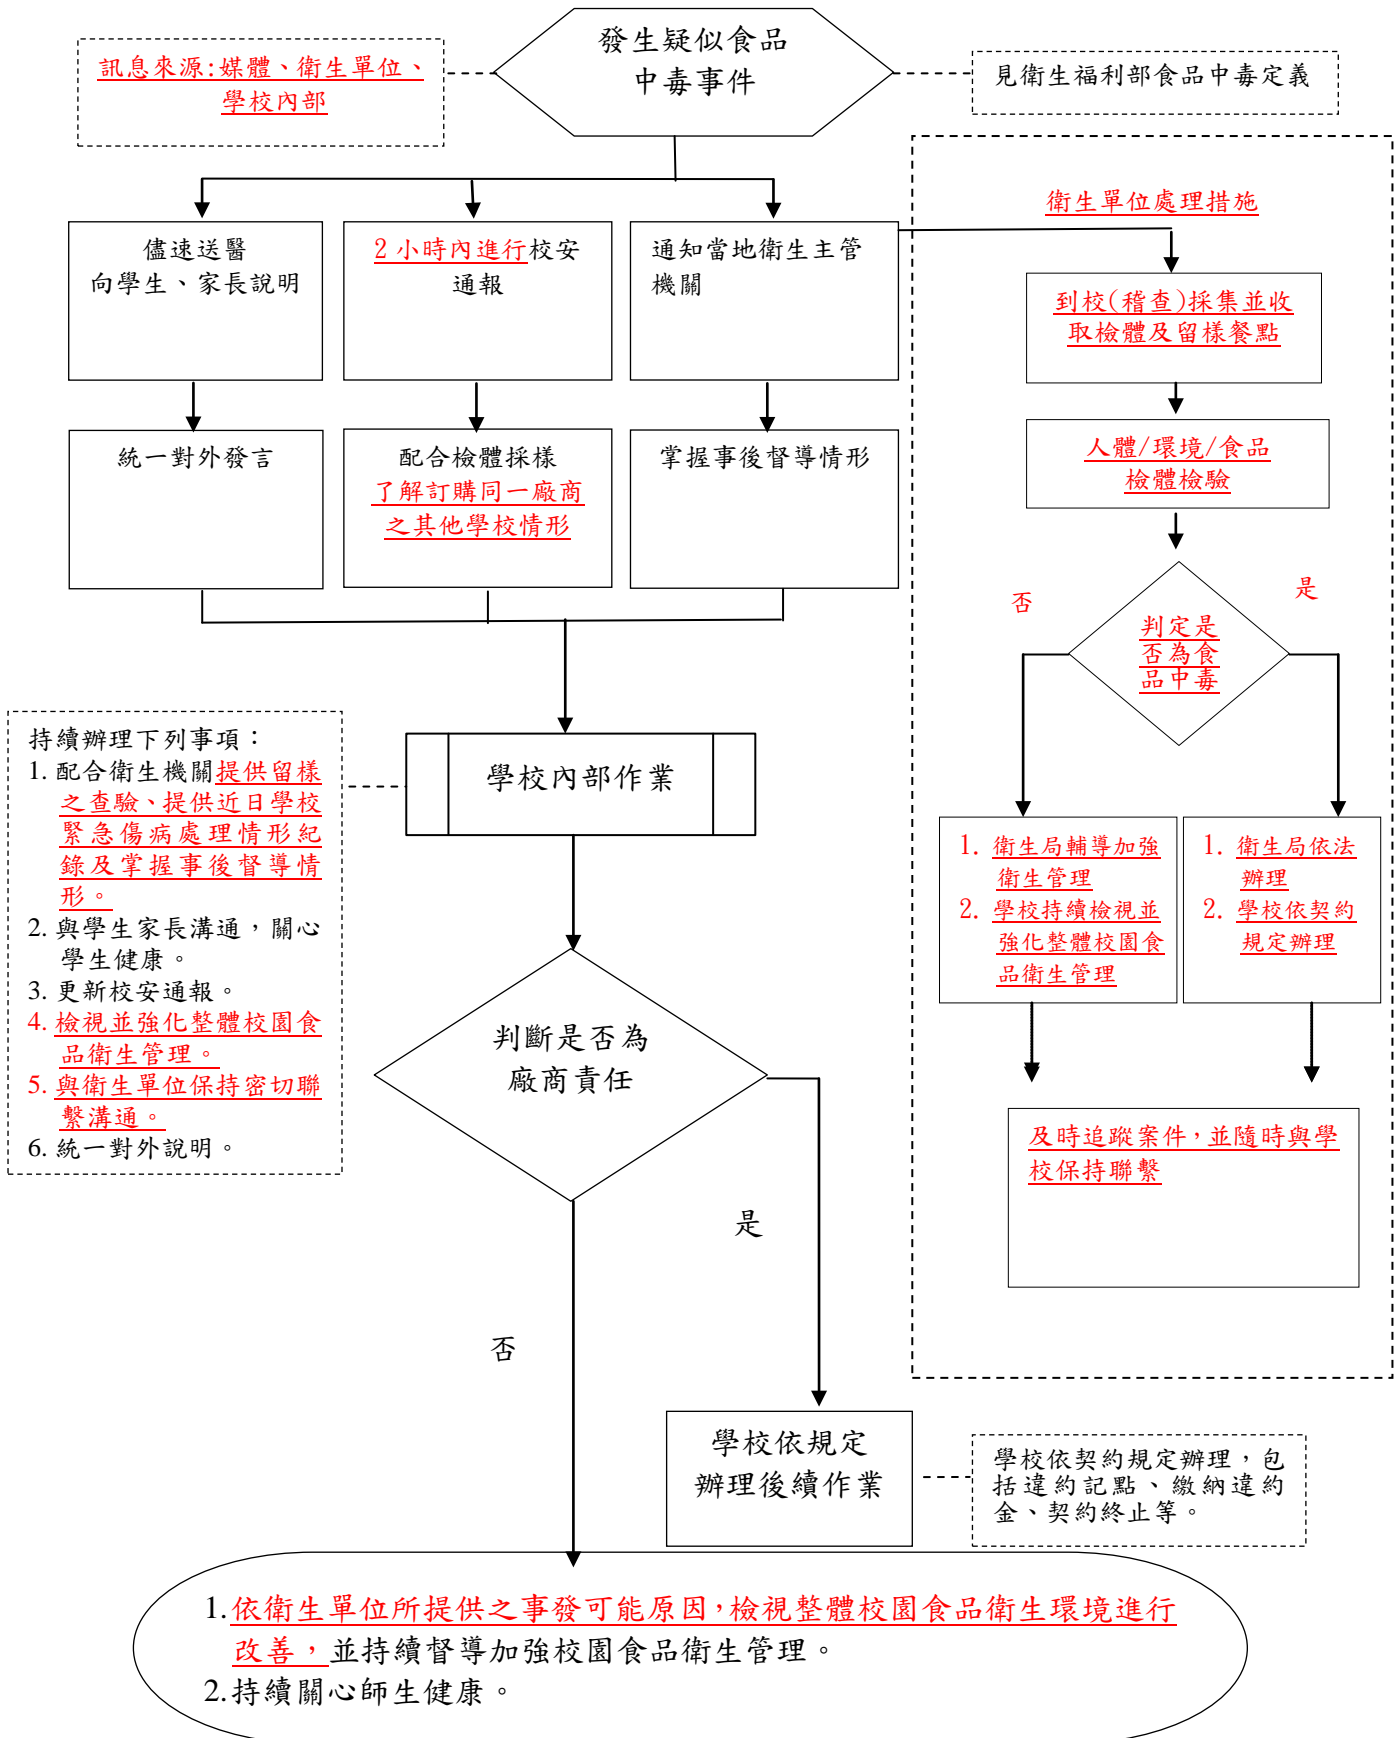 發生疑似食品
中毒事件
訊息來源:媒體、衛生單位、
學校內部
見衛生福利部食品中毒定義
儘速送醫
向學生、家長說明
2 小時內進行校安
通報
通知當地衛生主管
機關
統一對外發言
配合檢體採樣
了解訂購同一廠商
之其他學校情形
掌握事後督導情形
衛生單位處理措施
到校(稽查)採集並收
取檢體及留樣餐點
人體/環境/食品
檢體檢驗
判定是
否為食
品中毒
否
是
1. 衛生局輔導加強
衛生管理
2. 學校持續檢視並
強化整體校園食
品衛生管理
1. 衛生局依法
辦理
2. 學校依契約
規定辦理
及時追蹤案件,並隨時與學
校保持聯繫
學校內部作業
持續辦理下列事項：
1. 配合衛生機關提供留樣
之查驗、提供近日學校
緊急傷病處理情形紀
錄及掌握事後督導情
形。
2. 與學生家長溝通，關心
學生健康。
3. 更新校安通報。
4. 檢視並強化整體校園食
品衛生管理。
5. 與衛生單位保持密切聯
繫溝通。
6. 統一對外說明。
判斷是否為
廠商責任
是
否
學校依規定
辦理後續作業
學校依契約規定辦理，包
括違約記點、繳納違約
金、契約終止等。
1.依衛生單位所提供之事發可能原因,檢視整體校園食品衛生環境進行
改善，並持續督導加強校園食品衛生管理。
2.持續關心師生健康。